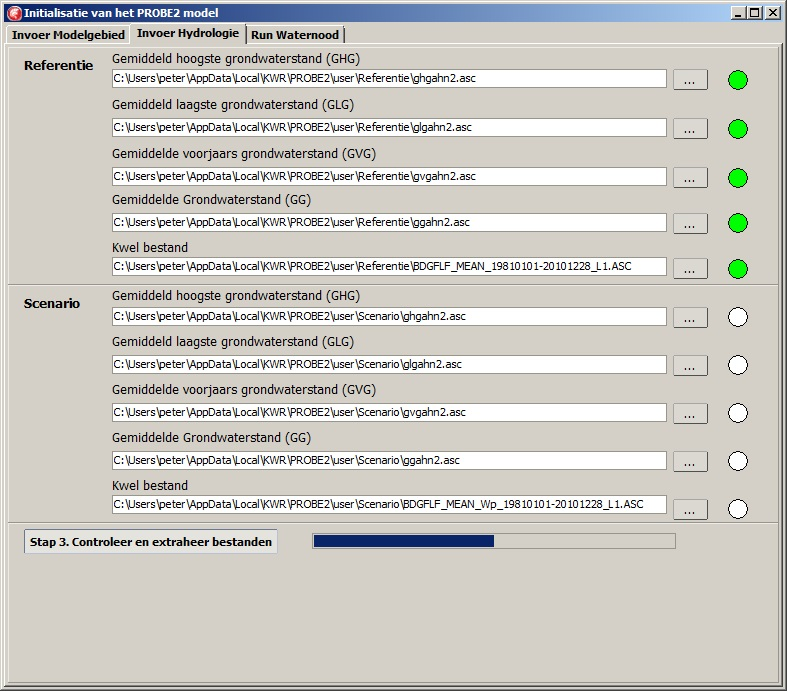 Initialisatie van het PROBE2 model
Invoer Modelgebied Invoer Hydrologie Run Waternood
Referentie
Gemiddeld hoogste grondwaterstand (GHG)
C:\Users\peter\AppData\Local\KWR\PROBE2\user\Referentie\ghgahn2.asc ...
Gemiddeld laagste grondwaterstand (GLG)
C:\Users\peter\AppData\Local\KWR\PROBE2\user\Referentie\glgahn2.asc ...
Gemiddelde voorjaars grondwaterstand (GVG)
C:\Users\peter\AppData\Local\KWR\PROBE2\user\Referentie\gvgahn2.asc ...
Gemiddelde Grondwaterstand (GG)
C:\Users\peter\AppData\Local\KWR\PROBE2\user\Referentie\ggahn2.asc ...
Kwel bestand
C:\Users\peter\AppData\Local\KWR\PROBE2\user\Referentie\BDGFLF_MEAN_19810101-20101228_L1.ASC ...
Scenario
Gemiddeld hoogste grondwaterstand (GHG)
C:\Users\peter\AppData\Local\KWR\PROBE2\user\Scenario\ghgahn2.asc ...
Gemiddeld laagste grondwaterstand (GLG)
C:\Users\peter\AppData\Local\KWR\PROBE2\user\Scenario\glgahn2.asc ...
Gemiddelde voorjaars grondwaterstand (GVG)
C:\Users\peter\AppData\Local\KWR\PROBE2\user\Scenario\gvgahn2.asc ...
Gemiddelde Grondwaterstand (GG)
C:\Users\peter\AppData\Local\KWR\PROBE2\user\Scenario\ggahn2.asc ...
Kwel bestand
C:\Users\peter\AppData\Local\KWR\PROBE2\user\Scenario\BDGFLF_MEAN_Wp_19810101-20101228_L1.ASC ...
Stap 3. Controleer en extraheer bestanden